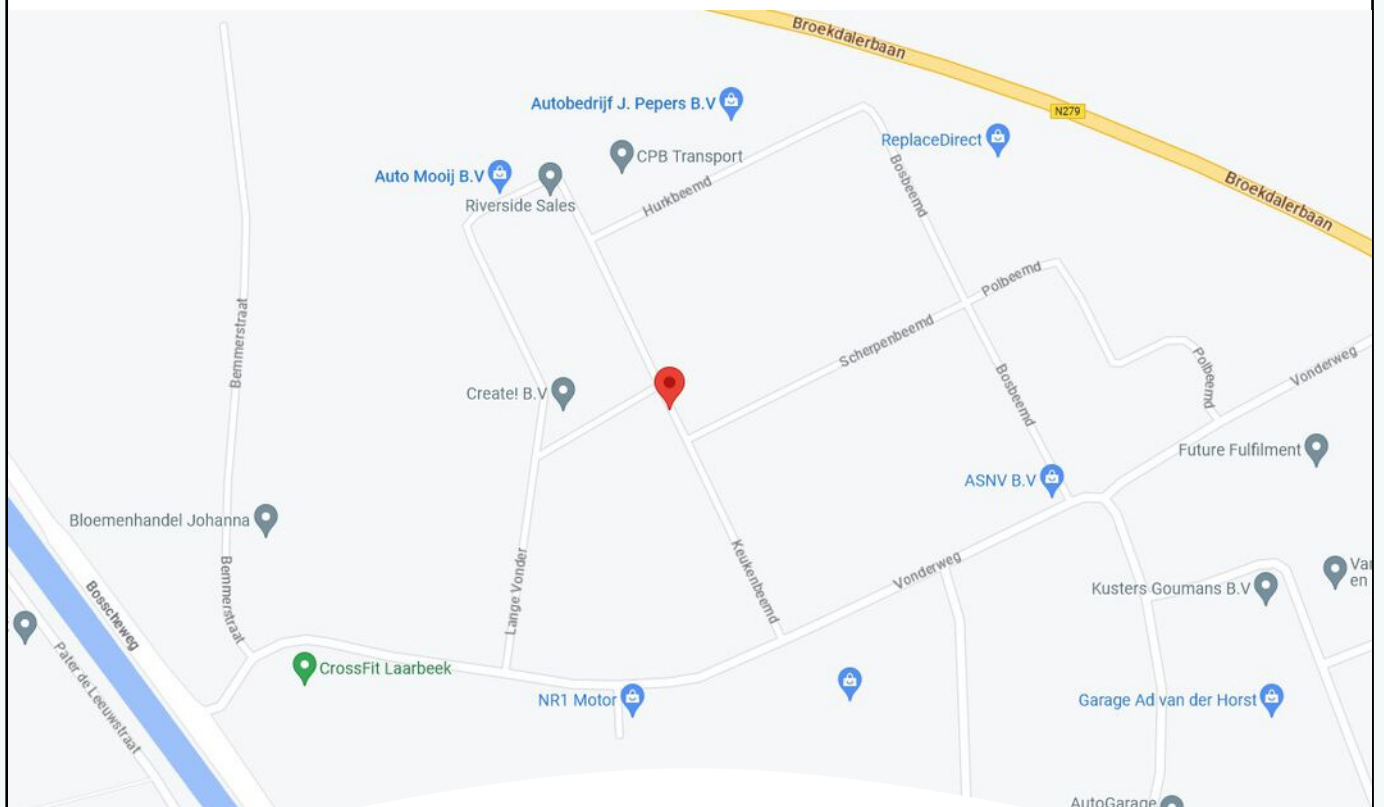 Broekdalerbaan
Autobedrijf J. Pepers B.V
N279
CPB Transport
ReplaceDirect
Auto Mooij B.V
Riverside Sales
Hurkbeemd
Bosbeemd
Broekdalerbaan
Polbeemd
Bemmerstraat
Scherpenbeemd
Create! B.V
Bosbeemd
Polbeemd
Vonderweg
Future Fulfilment
ASNV B.V
Bloemenhandel Johanna
Keukenbeemd
Lange Vonder
Vonderweg
Bemmerstraat
Bosscheweg
Kusters Goumans B.V
Van
en
Pater de Leeuwstraat
CrossFit Laarbeek
NR1 Motor
Garage Ad van der Horst
AutoGarage